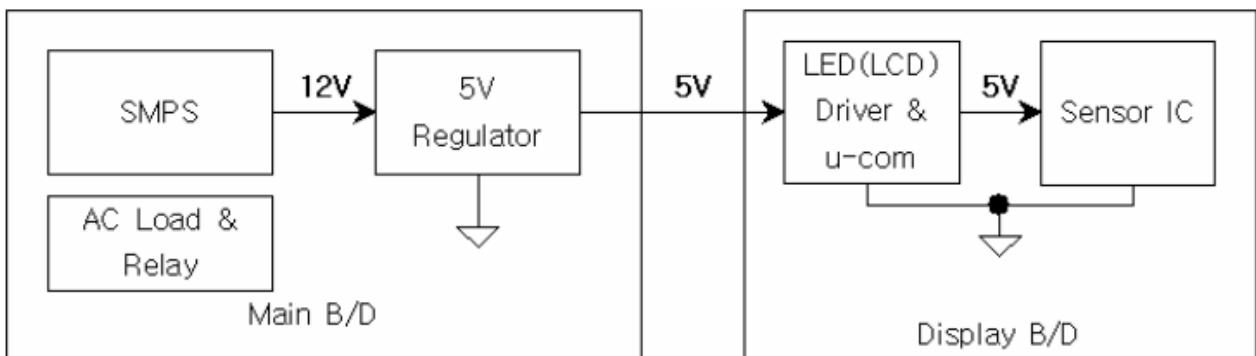 SMPS
12V
5V
Regulator
5V
LED(LCD)
Driver &
u-com
5V
Sensor IC
AC Load &
Relay
Main B/D
Display B/D